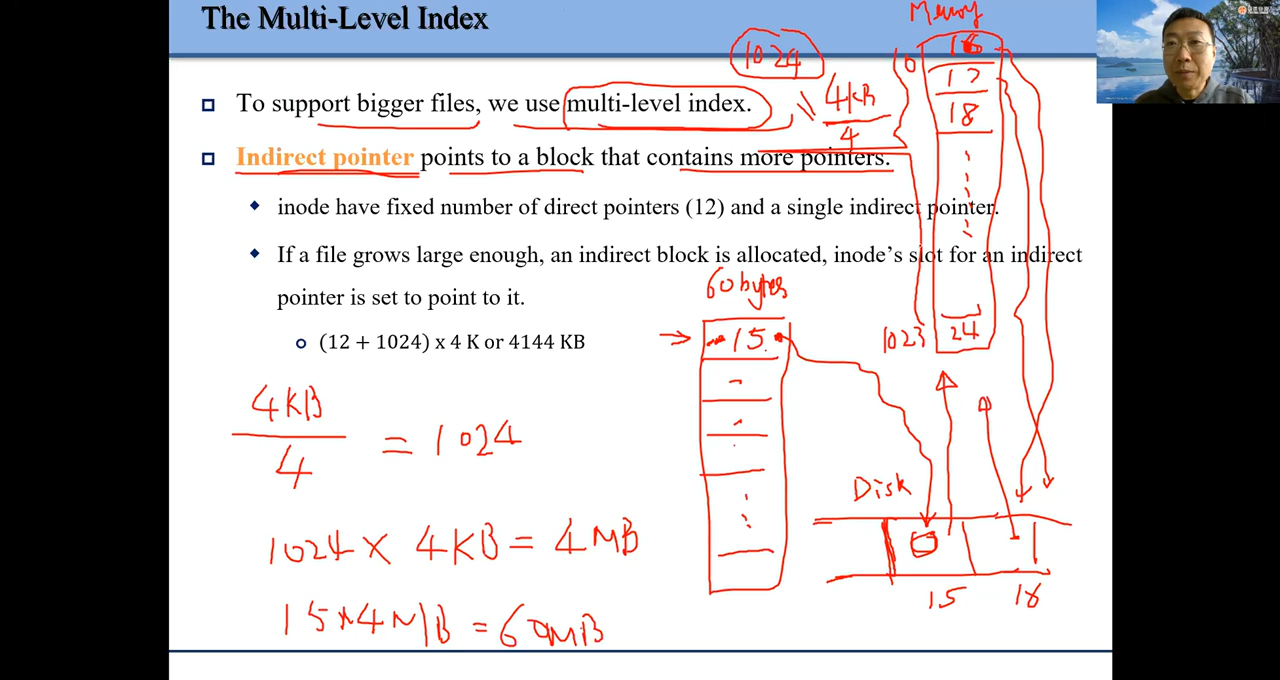 The Multi-Level Index
Memory
1024
To support bigger files, we use multi-level index.
4KB
4
0
16
17
18
Indirect pointer points to a block that contains more pointers.
inode have fixed number of direct pointers (12) and a single indirect pointer.
If a file grows large enough, an indirect block is allocated, inode's slot for an indirect
pointer is set to point to it.
60 bytes
(12 + 1024) x 4 K or 4144 KB
15
1023
24
4KB
4
= 1024
Disk
1024 × 4KB = 4MB
15 16
15 × 4MB = 60MB